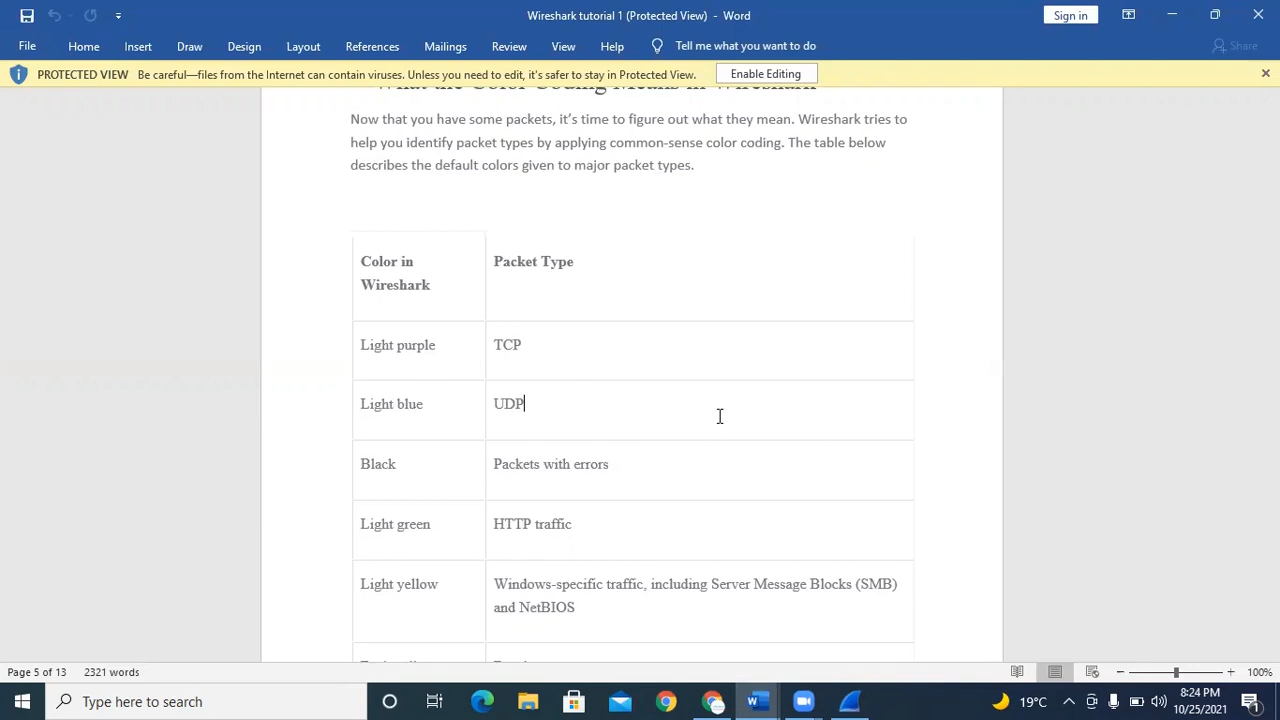 Wireshark tutorial 1 (Protected View) - Word
Sign in
File Home Insert Draw Design Layout References Mailings Review View Help Tell me what you want to do Share
PROTECTED VIEW Be careful—files from the Internet can contain viruses. Unless you need to edit, it's safer to stay in Protected View. Enable Editing
What the Color Coding Means in Wireshark
Now that you have some packets, it’s time to figure out what they mean. Wireshark tries to
help you identify packet types by applying common-sense color coding. The table below
describes the default colors given to major packet types.
Color in Wireshark
Packet Type
Light purple
TCP
Light blue
UDP
Black
Packets with errors
Light green
HTTP traffic
Light yellow
Windows-specific traffic, including Server Message Blocks (SMB)
and NetBIOS
Page 5 of 13 2321 words
100%
Type here to search
19°C
8:24 PM
10/25/2021